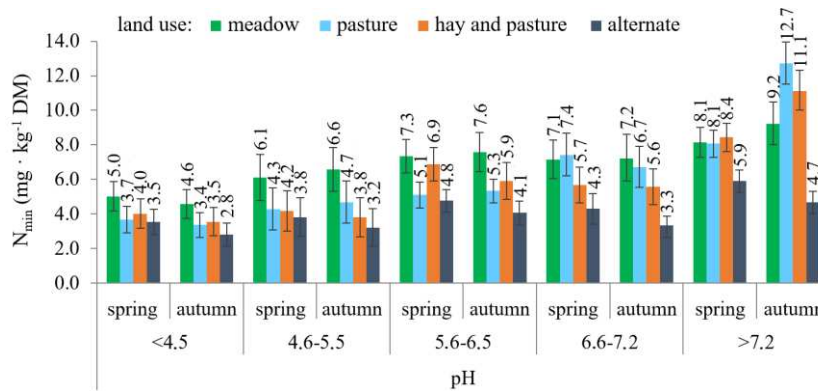 land use: meadow pasture hay and pasture alternate
N_min (mg · kg⁻¹ DM)
14.0
12.0
10.0
8.0
6.0
4.0
2.0
0.0
5.0 3.7 4.0 3.5 4.6 3.4 3.5 2.8 6.1 4.3 4.2 3.8 6.6 4.7 3.8 3.2 7.3 5.1 6.9 4.8 7.6 5.3 5.9 4.1 7.1 7.4 5.7 4.3 7.2 6.7 5.6 3.3 8.1 8.1 8.4 5.9 9.2 12.7 11.1 4.7
spring autumn spring autumn spring autumn spring autumn spring autumn
<4.5 4.6-5.5 5.6-6.5 6.6-7.2 >7.2
pH